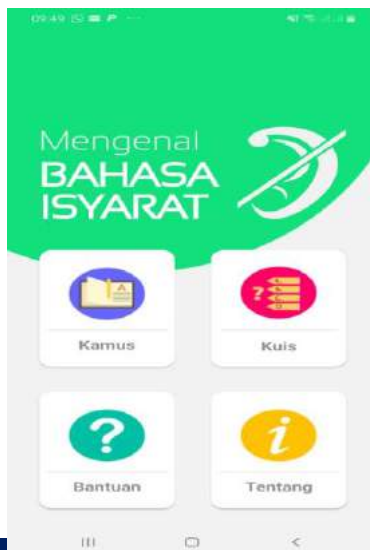 09:49
Mengenal
BAHASA
ISYARAT
Kamus
Kuis
Bantuan
Tentang